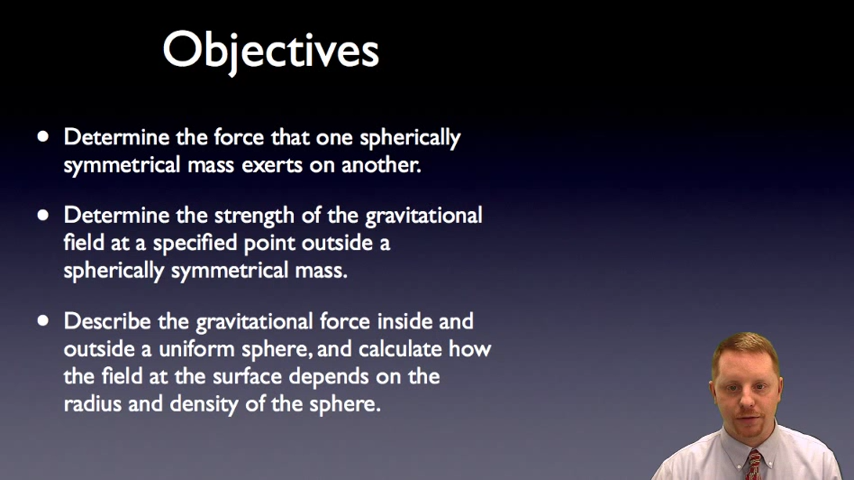 Objectives
• Determine the force that one spherically
symmetrical mass exerts on another.
• Determine the strength of the gravitational
field at a specified point outside a
spherically symmetrical mass.
• Describe the gravitational force inside and
outside a uniform sphere, and calculate how
the field at the surface depends on the
radius and density of the sphere.